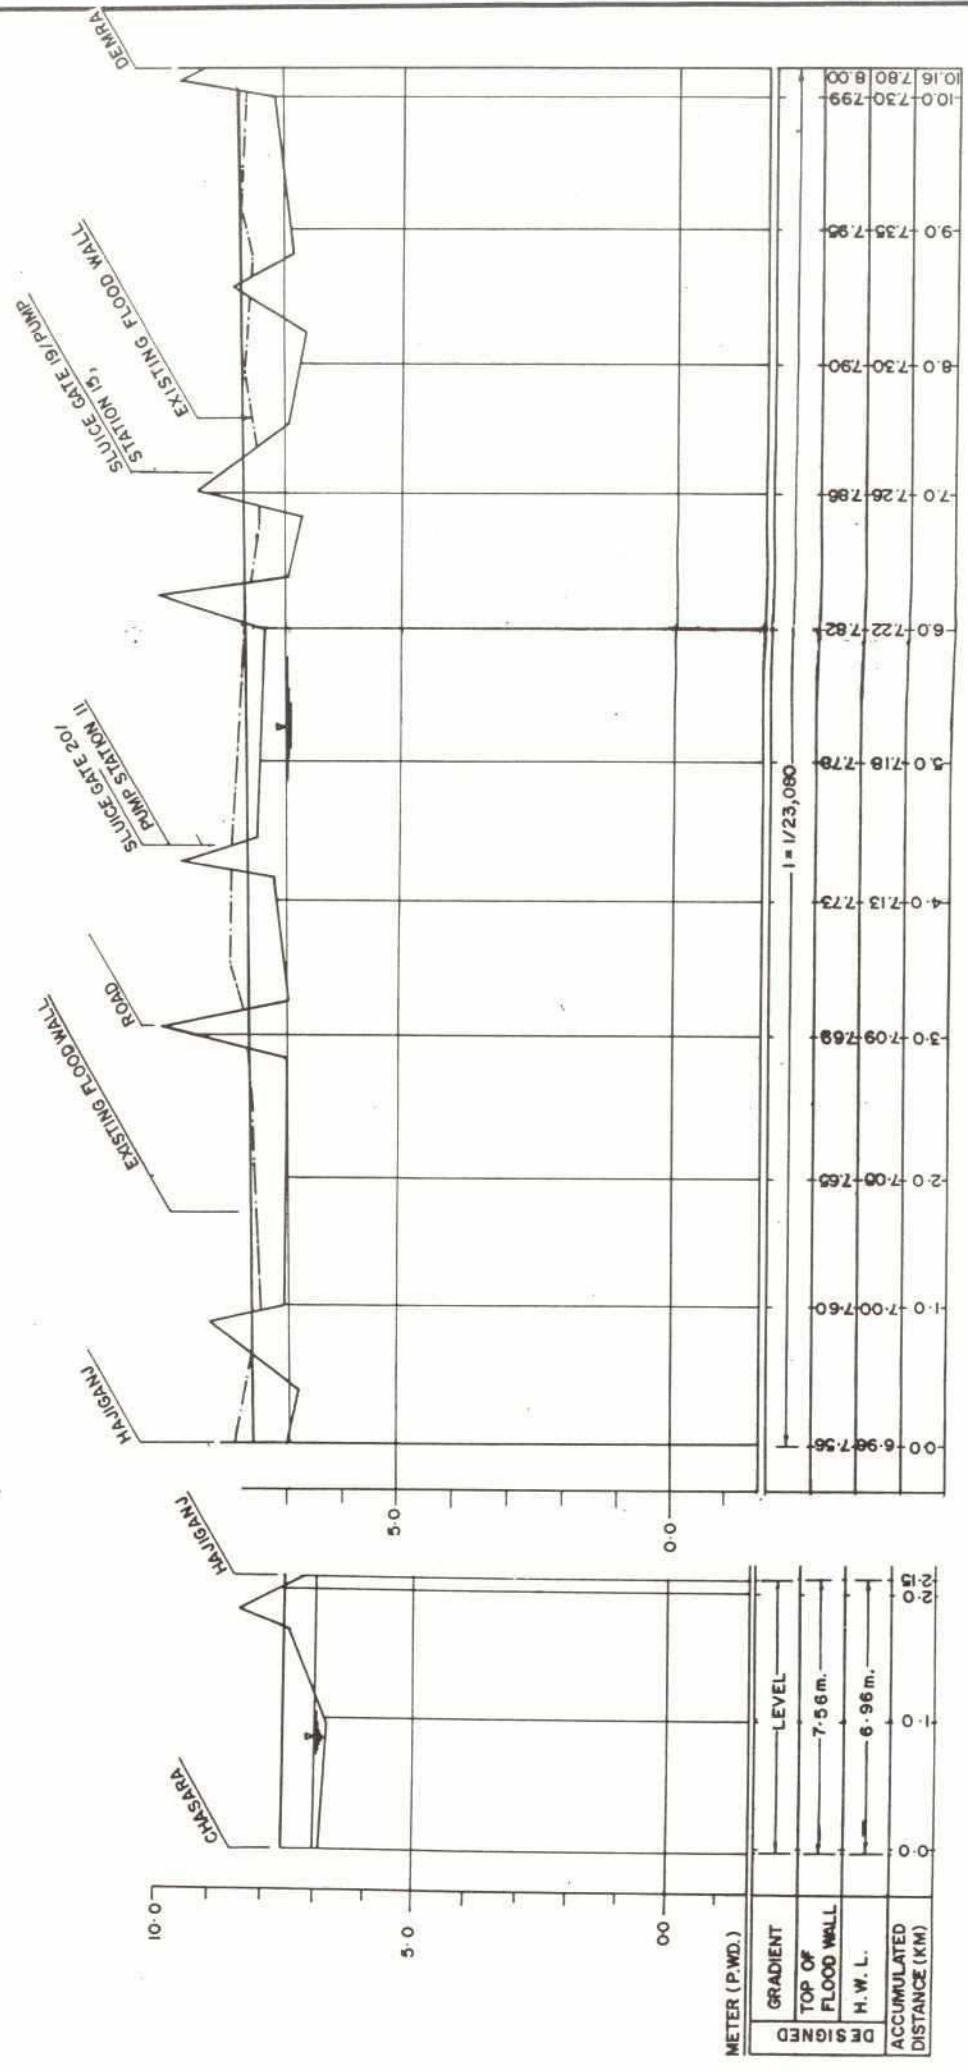 CHASARA
HAJIGANJ
HAJIGANJ
EXISTING FLOOD WALL
ROAD
SLUICE GATE 20/
PUMP STATION 11
SLUICE GATE 19/PUMP
STATION 15,
EXISTING FLOOD WALL
DEMRA
10.0
5.0
0.0
5.0
0.0
METER (P.WD.)
DESIGNED
GRADIENT
LEVEL
I = 1/23,080
TOP OF
FLOOD WALL
7.56m.
7.56 7.60 7.65 7.69 7.73 7.78 7.82 7.86 7.90 7.95 7.99 8.00
H.W.L.
6.96m.
6.96 7.00 7.05 7.09 7.13 7.18 7.22 7.26 7.30 7.35 7.30 7.80
ACCUMULATED
DISTANCE (KM)
0.0 1.0 2.0 2.15
0.0 1.0 2.0 3.0 4.0 5.0 6.0 7.0 8.0 9.0 10.0 10.16